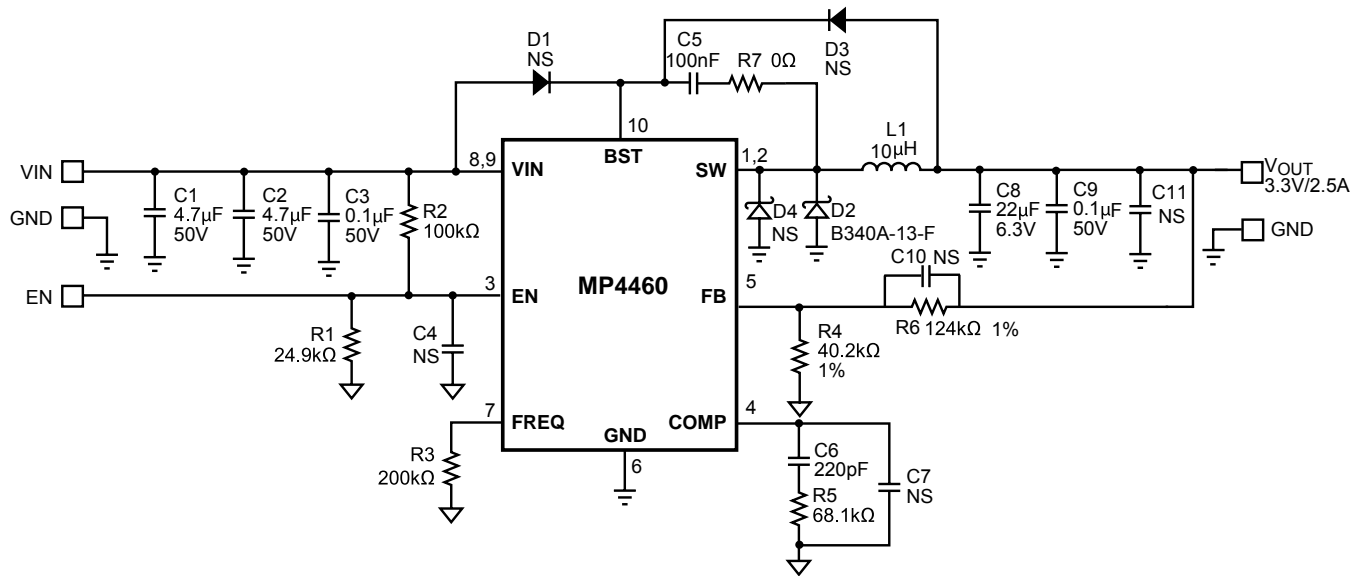 D1
NS
C5
100nF
R7 0Ω
D3
NS
10
BST
L1
10µH
VIN
8,9
VIN
SW
1,2
VOUT
3.3V/2.5A
C1
4.7µF
50V
C2
4.7µF
50V
C3
0.1µF
50V
R2
100kΩ
GND
D4
NS
D2
B340A-13-F
C8
22µF
6.3V
C9
0.1µF
50V
C11
NS
GND
C10 NS
EN
3
EN
MP4460
FB
5
R6 124kΩ 1%
R1
24.9kΩ
C4
NS
R4
40.2kΩ
1%
7
FREQ
GND
COMP
4
6
R3
200kΩ
C6
220pF
R5
68.1kΩ
C7
NS